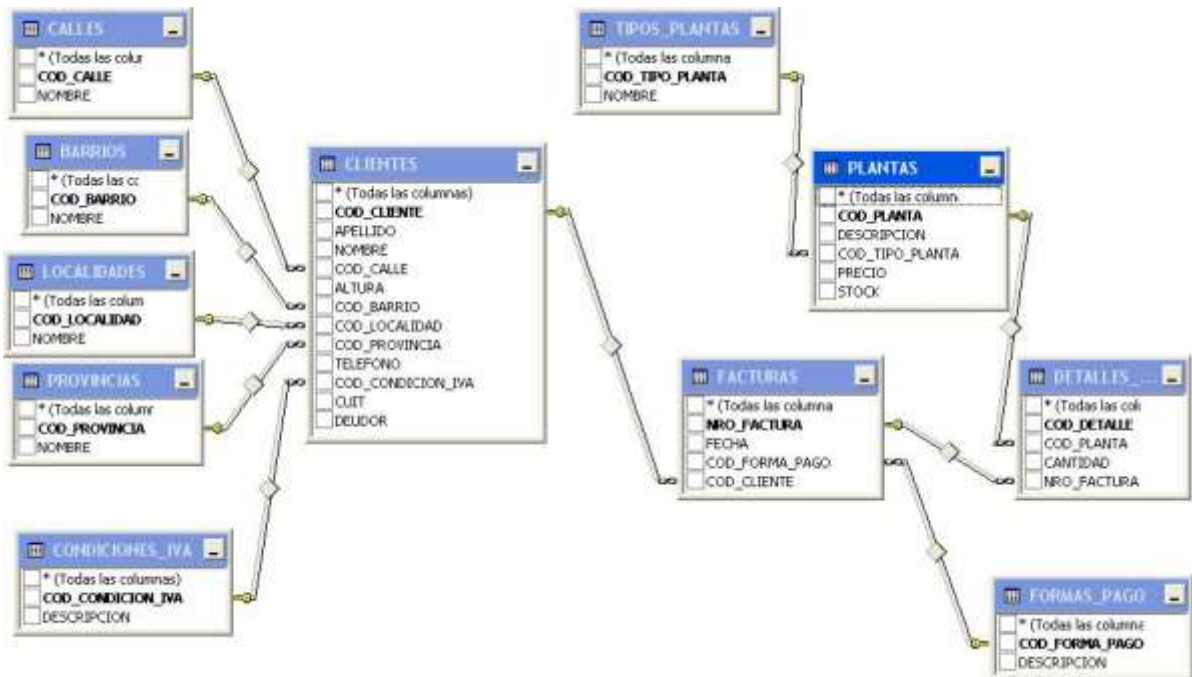 CALLES
* (Todas las colur
COD_CALLE
NOMBRE
BARRIOS
* (Todas las cc
COD_BARRIO
NOMBRE
LOCALIDADES
* (Todas las colum
COD_LOCALIDAD
NOMBRE
PROVINCIAS
* (Todas las columr
COD_PROVINCIA
NOMBRE
CONDICIONES_IVA
* (Todas las columnas)
COD_CONDICION_IVA
DESCRIPCION
CLIENTES
* (Todas las columnas)
COD_CLIENTE
APELLIDO
NOMBRE
COD_CALLE
ALTURA
COD_BARRIO
COD_LOCALIDAD
COD_PROVINCIA
TELEFONO
COD_CONDICION_IVA
CUIT
DEUDOR
TIPOS_PLANTAS
* (Todas las columna
COD_TIPO_PLANTA
NOMBRE
PLANTAS
* (Todas las column.
COD_PLANTA
DESCRIPCION
COD_TIPO_PLANTA
PRECIO
STOCK
FACTURAS
* (Todas las columna
NRO_FACTURA
FECHA
COD_FORMA_PAGO
COD_CLIENTE
DETALLES_...
* (Todas las coli
COD_DETALLE
COD_PLANTA
CANTIDAD
NRO_FACTURA
FORMAS_PAGO
* (Todas las columna
COD_FORMA_PAGO
DESCRIPCION